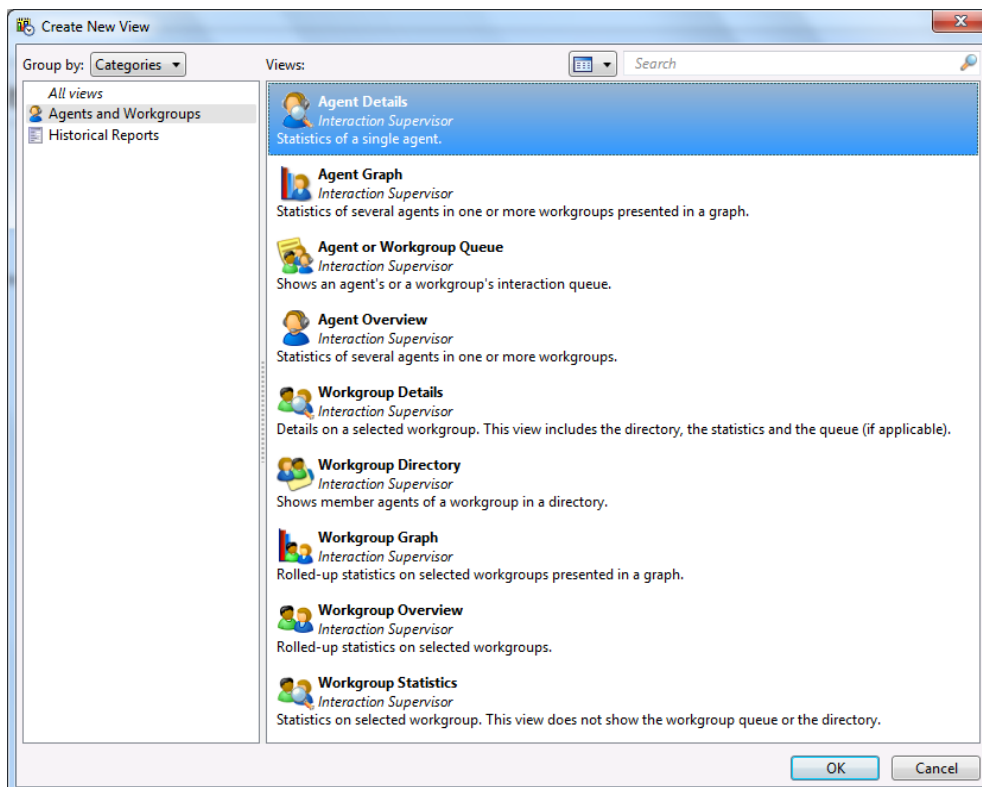 Create New View
Group by: Categories
Views:
Search
All views
Agents and Workgroups
Historical Reports
Agent Details
Interaction Supervisor
Statistics of a single agent.
Agent Graph
Interaction Supervisor
Statistics of several agents in one or more workgroups presented in a graph.
Agent or Workgroup Queue
Interaction Supervisor
Shows an agent's or a workgroup's interaction queue.
Agent Overview
Interaction Supervisor
Statistics of several agents in one or more workgroups.
Workgroup Details
Interaction Supervisor
Details on a selected workgroup. This view includes the directory, the statistics and the queue (if applicable).
Workgroup Directory
Interaction Supervisor
Shows member agents of a workgroup in a directory.
Workgroup Graph
Interaction Supervisor
Rolled-up statistics on selected workgroups presented in a graph.
Workgroup Overview
Interaction Supervisor
Rolled-up statistics on selected workgroups.
Workgroup Statistics
Interaction Supervisor
Statistics on selected workgroup. This view does not show the workgroup queue or the directory.
OK
Cancel